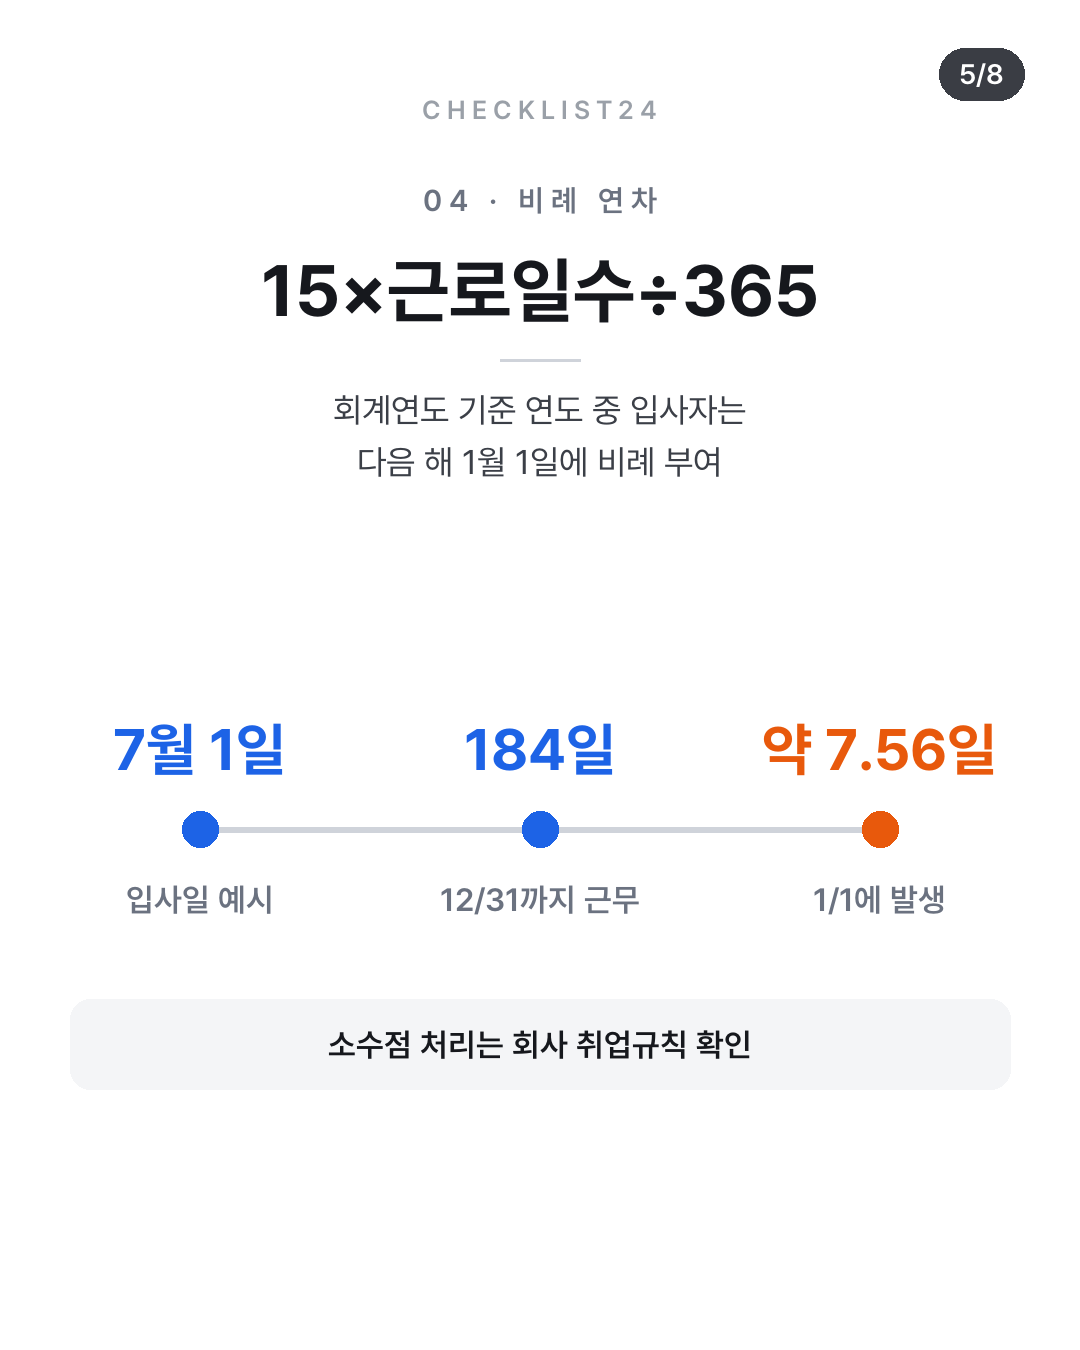 5/8
CHECKLIST24
04 · 비례 연차
15×근로일수÷365
회계연도 기준 연도 중 입사자는
다음 해 1월 1일에 비례 부여
7월 1일
184일
약 7.56일
입사일 예시
12/31까지 근무
1/1에 발생
소수점 처리는 회사 취업규칙 확인